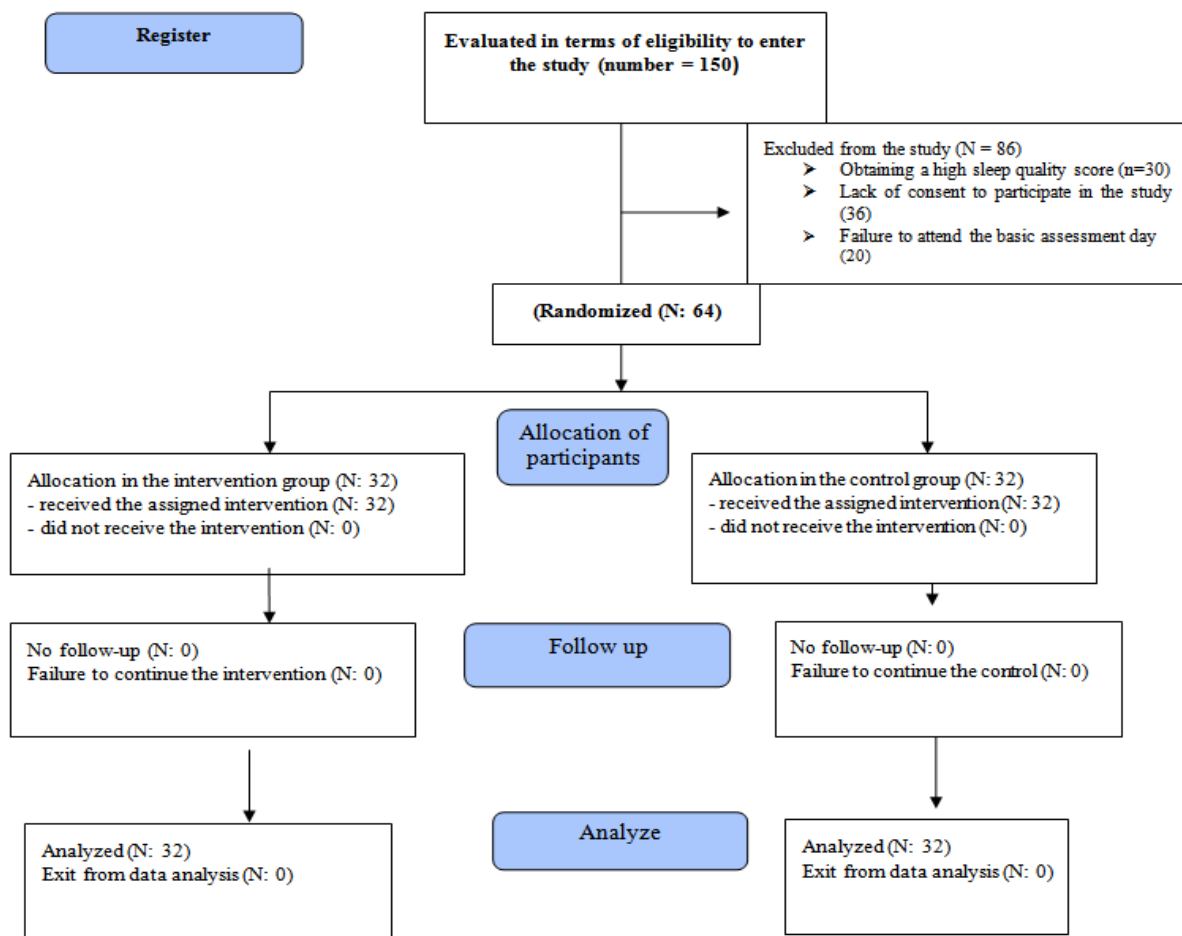 Register
Evaluated in terms of eligibility to enter
the study (number = 150)
Excluded from the study (N = 86)
➤ Obtaining a high sleep quality score (n=30)
➤ Lack of consent to participate in the study
(36)
➤ Failure to attend the basic assessment day
(20)
(Randomized (N: 64)
Allocation of
participants
Allocation in the intervention group (N: 32)
- received the assigned intervention (N: 32)
- did not receive the intervention (N: 0)
Allocation in the control group (N: 32)
- received the assigned intervention (N: 32)
- did not receive the intervention (N: 0)
No follow-up (N: 0)
Failure to continue the intervention (N: 0)
Follow up
No follow-up (N: 0)
Failure to continue the control (N: 0)
Analyzed (N: 32)
Exit from data analysis (N: 0)
Analyze
Analyzed (N: 32)
Exit from data analysis (N: 0)